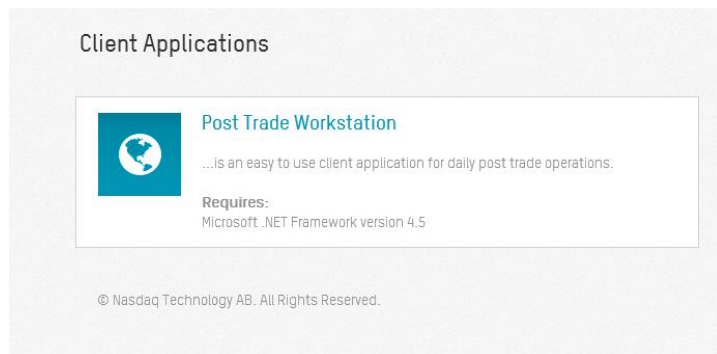 Client Applications
Post Trade Workstation
...is an easy to use client application for daily post trade operations.
Requires:
Microsoft .NET Framework version 4.5
© Nasdaq Technology AB. All Rights Reserved.